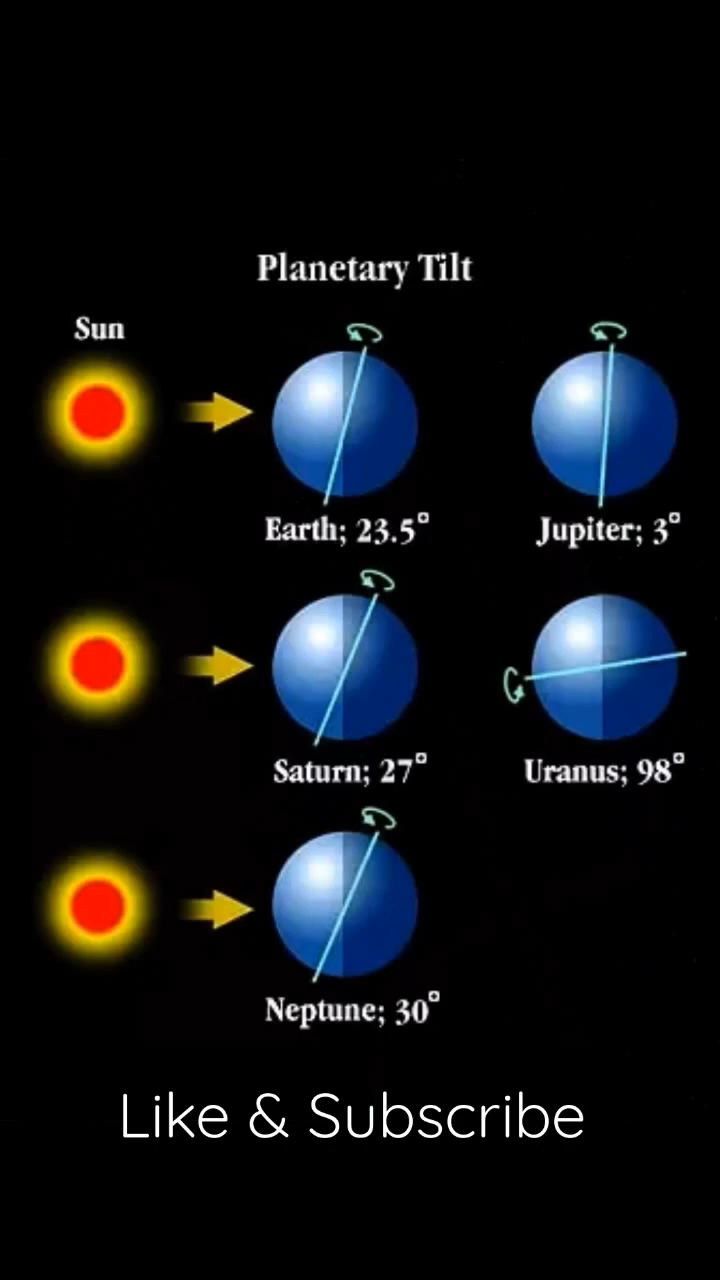 Planetary Tilt
Sun
Earth; 23.5°
Jupiter; 3°
Saturn; 27°
Uranus; 98°
Neptune; 30°
Like & Subscribe